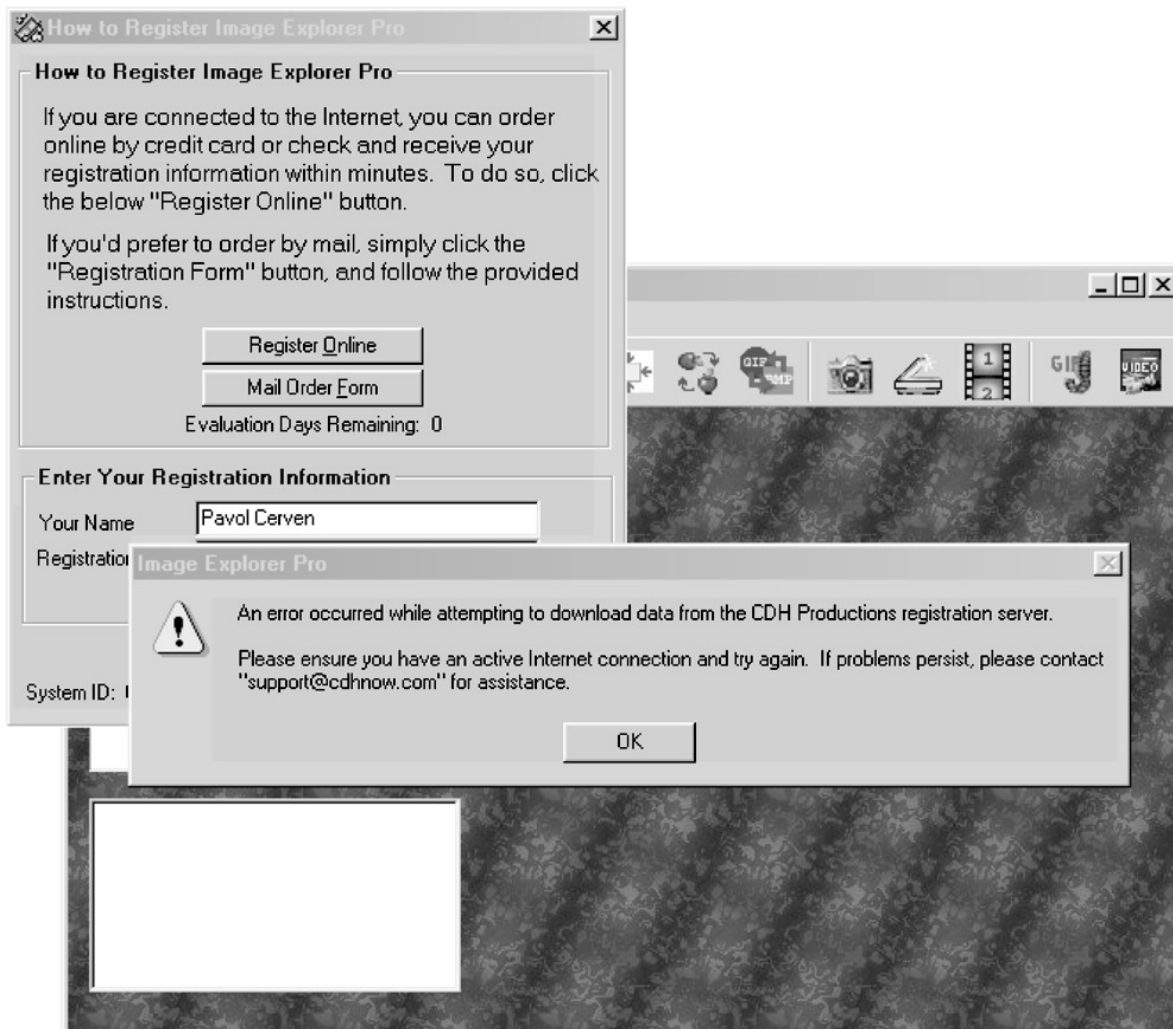 How to Register Image Explorer Pro
How to Register Image Explorer Pro
If you are connected to the Internet, you can order
online by credit card or check and receive your
registration information within minutes. To do so, click
the below "Register Online" button.
If you'd prefer to order by mail, simply click the
"Registration Form" button, and follow the provided
instructions.
Register Online
Mail Order Form
Evaluation Days Remaining: 0
GIF
BMP
1
2
GIF
VIDEO
Enter Your Registration Information
Your Name
Pavol Cerven
Registration
Image Explorer Pro
An error occurred while attempting to download data from the CDH Productions registration server.
Please ensure you have an active Internet connection and try again. If problems persist, please contact
"support@cdhnow.com" for assistance.
OK
System ID: